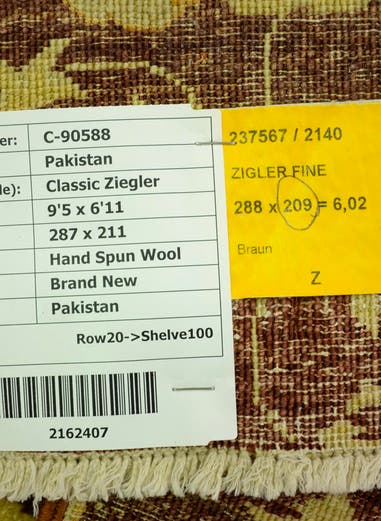 er: C-90588
Pakistan
le): Classic Ziegler
9'5 x 6'11
287 x 211
Hand Spun Wool
Brand New
Pakistan
Row20->Shelve100
2162407
237567 / 2140
ZIGLER FINE
288 x 209 = 6,02
Braun
Z